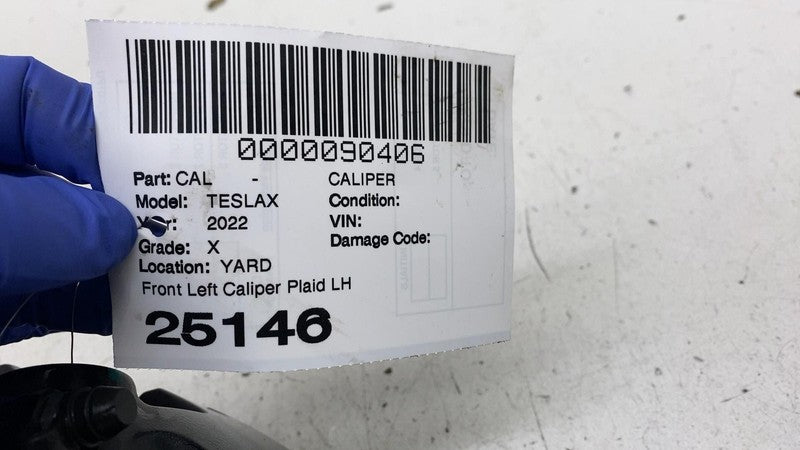 0000090406
Part: CAL - CALIPER
Model: TESLAX Condition:
2022 VIN:
Grade: X Damage Code:
Location: YARD
Front Left Caliper Plaid LH
25146